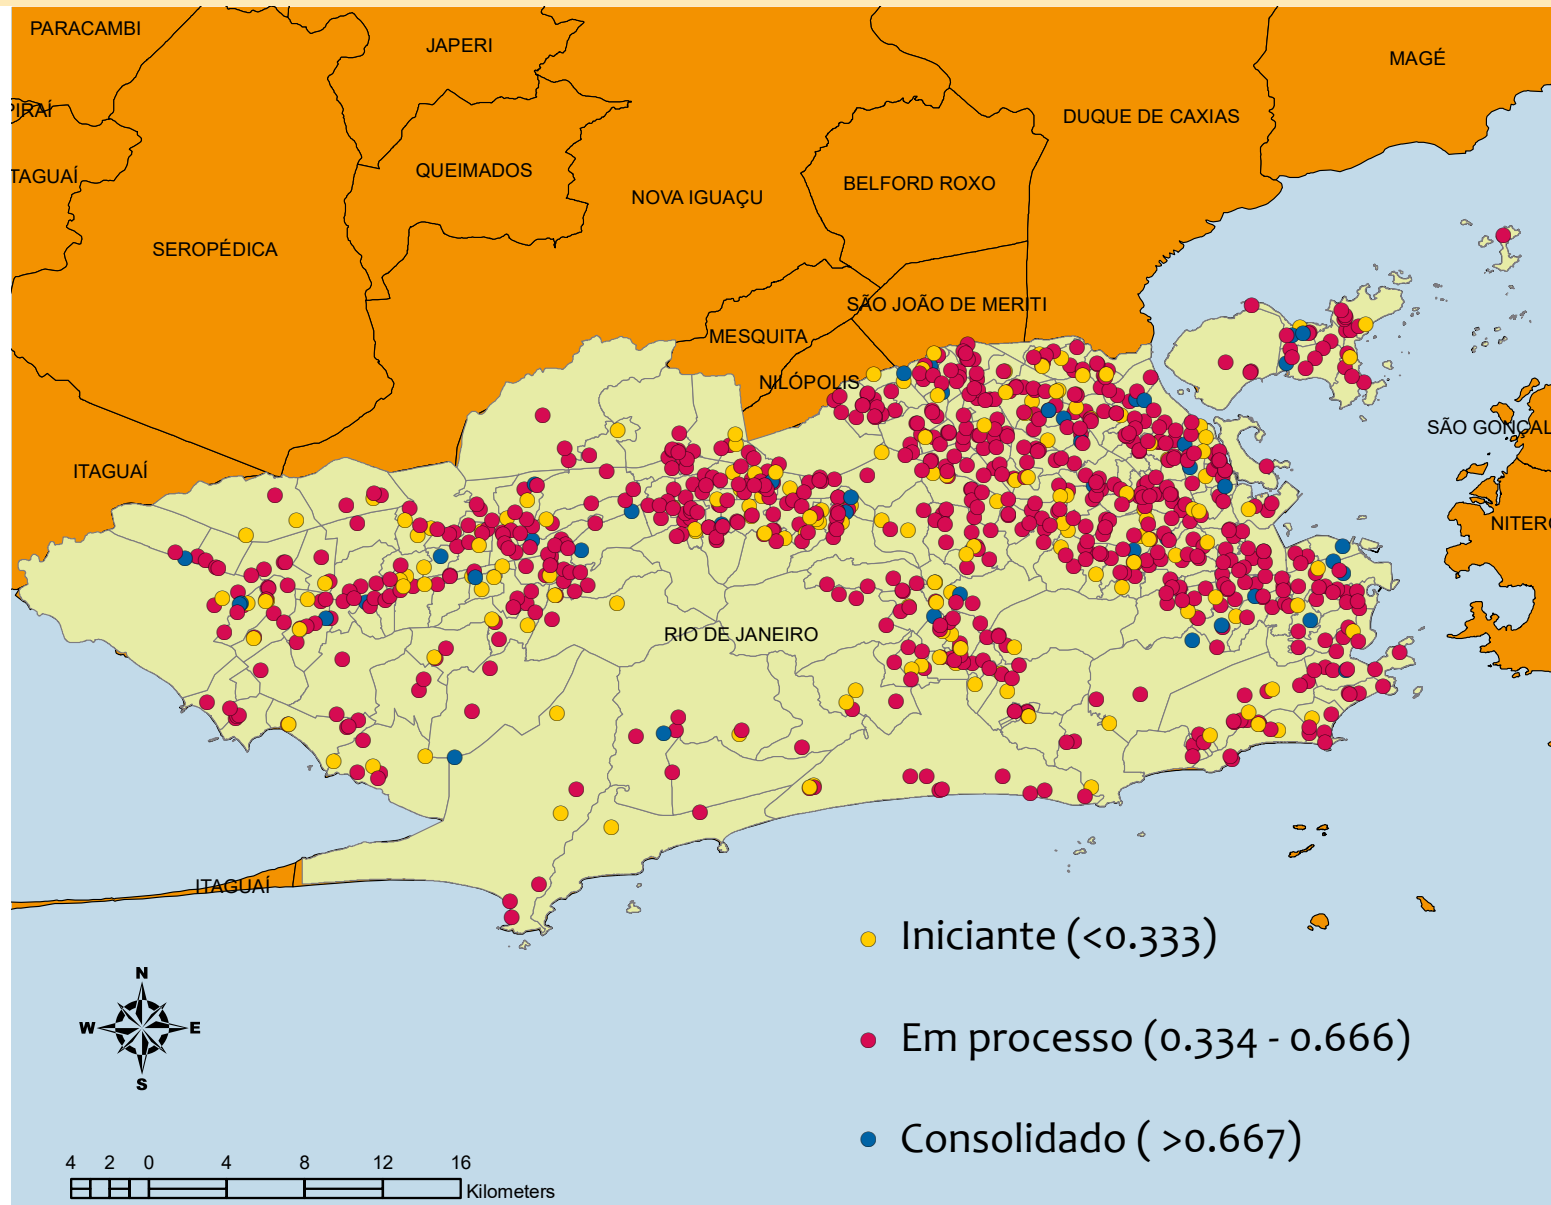 PARACAMBI
JAPERI
MAGÉ
PIRAÍ
DUQUE DE CAXIAS
TAGUAÍ
QUEIMADOS
BELFORD ROXO
NOVA IGUAÇU
SEROPÉDICA
SÃO JOÃO DE MERITI
MESQUITA
NILÓPOLIS
SÃO GONÇAL
ITAGUAÍ
NITERO
RIO DE JANEIRO
ITAGUAÍ
Iniciante (<0.333)
Em processo (0.334 - 0.666)
Consolidado ( >0.667)
N
W E
S
4 2 0 4 8 12 16
Kilometers